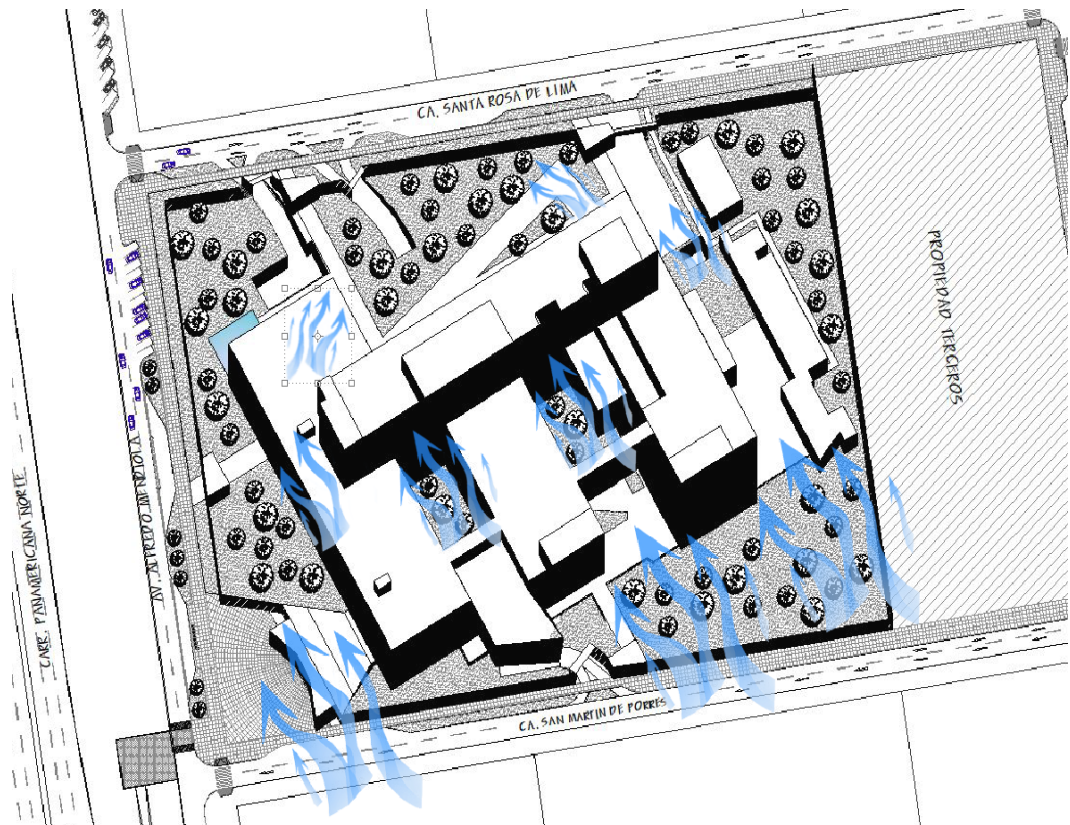 CA. SANTA ROSA DE LIMA
PROPIEDAD TERCEROS
AV. ALFREDO MENDIOLA
CARR. PANAMERICANA NORTE
CA. SAN MARTIN DE PORRES